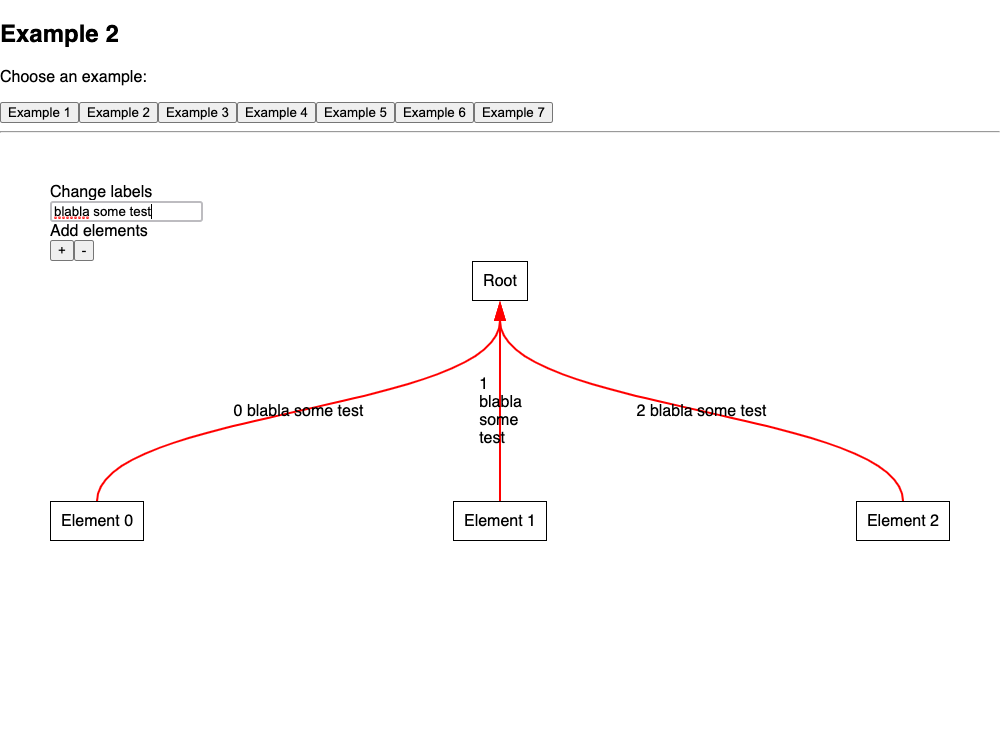 Example 2
Choose an example:
Example 1 Example 2 Example 3 Example 4 Example 5 Example 6 Example 7
Change labels
blabla some test
Add elements
+ -
Root
0 blabla some test
1
blabla
some
test
2 blabla some test
Element 0
Element 1
Element 2